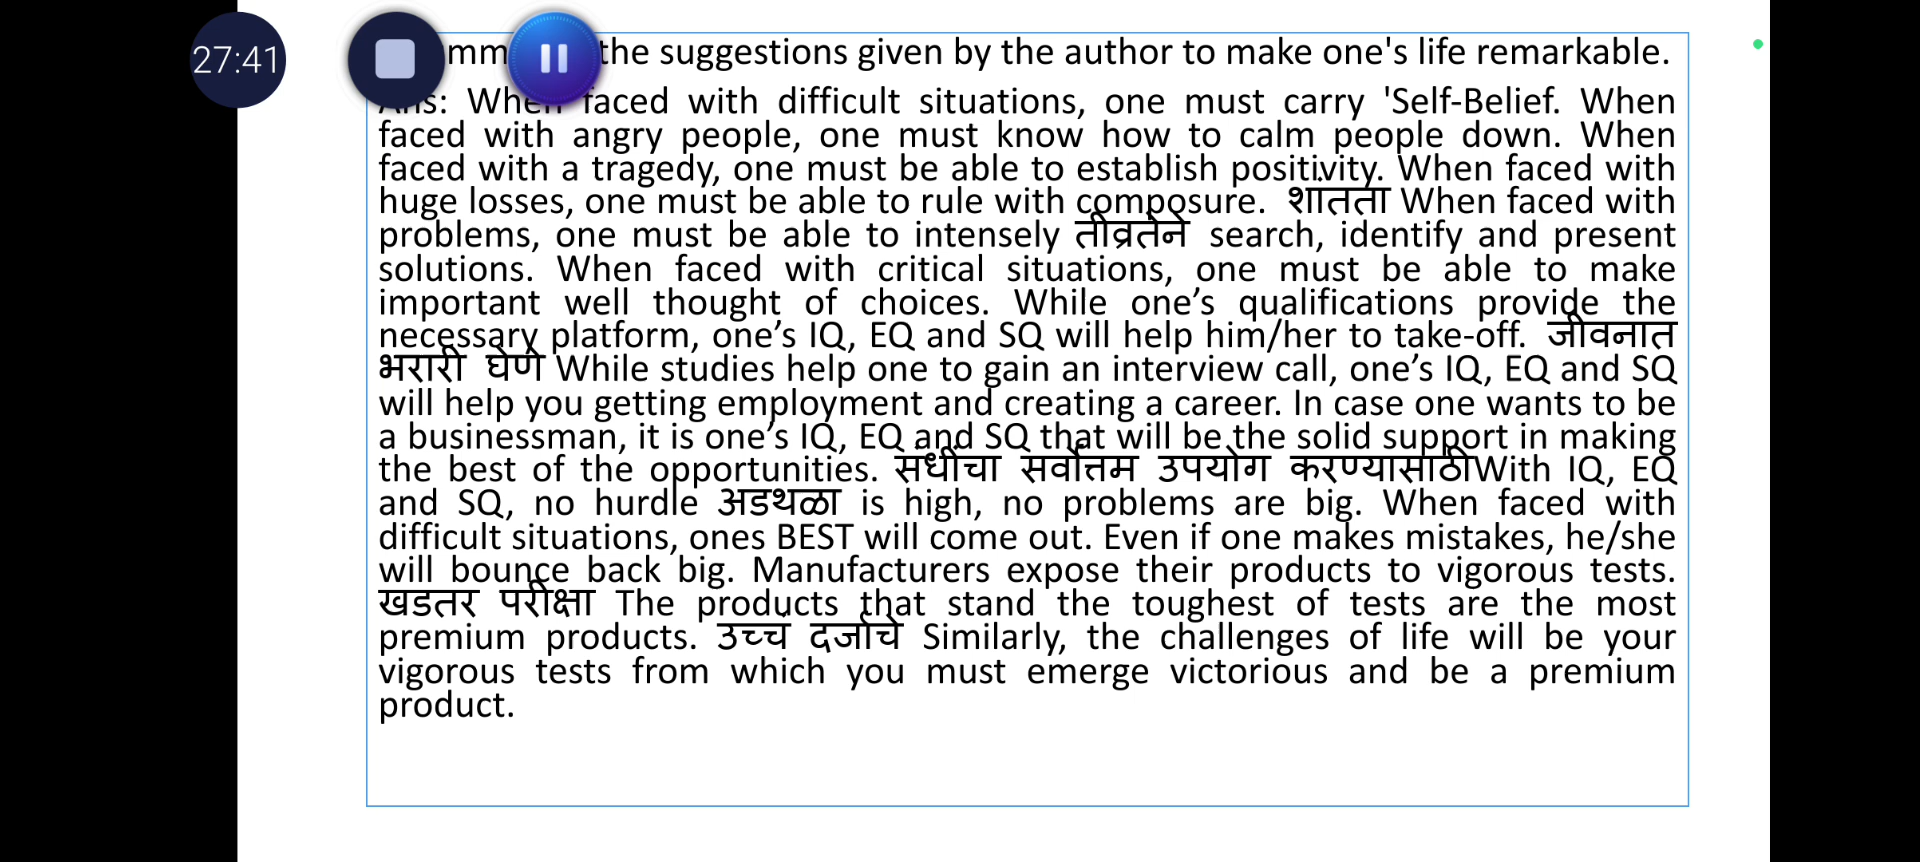 27:41
mm the suggestions given by the author to make one's life remarkable.
Ans: When faced with difficult situations, one must carry 'Self-Belief. When
faced with angry people, one must know how to calm people down. When
faced with a tragedy, one must be able to establish positivity. When faced with
huge losses, one must be able to rule with composure. शांतता When faced with
problems, one must be able to intensely तीव्रतेने search, identify and present
solutions. When faced with critical situations, one must be able to make
important well thought of choices. While one’s qualifications provide the
necessary platform, one’s IQ, EQ and SQ will help him/her to take-off. जीवनात
भरारी घेणे While studies help one to gain an interview call, one’s IQ, EQ and SQ
will help you getting employment and creating a career. In case one wants to be
a businessman, it is one’s IQ, EQ and SQ that will be the solid support in making
the best of the opportunities. संधींचा सर्वोत्तम उपयोग करण्यासाठी With IQ, EQ
and SQ, no hurdle अडथळा is high, no problems are big. When faced with
difficult situations, ones BEST will come out. Even if one makes mistakes, he/she
will bounce back big. Manufacturers expose their products to vigorous tests.
खडतर परीक्षा The products that stand the toughest of tests are the most
premium products. उच्च दर्जाचे Similarly, the challenges of life will be your
vigorous tests from which you must emerge victorious and be a premium
product.